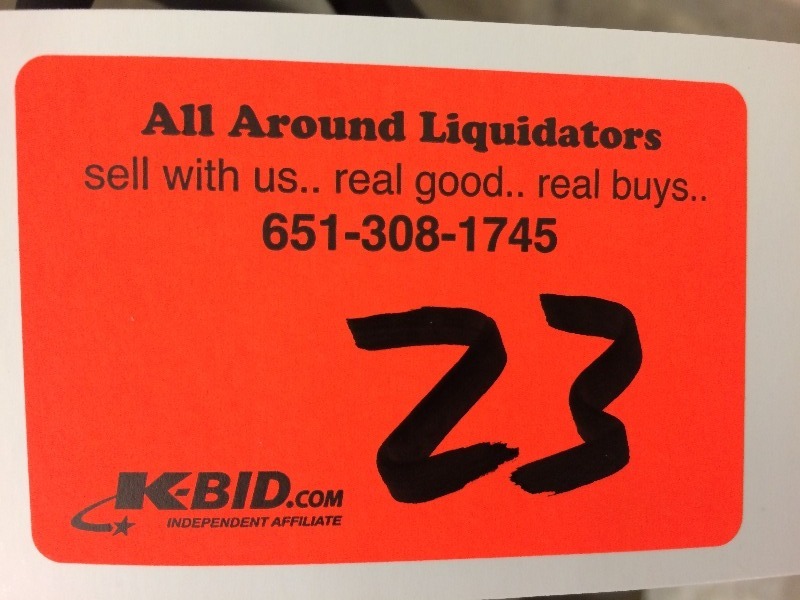 All Around Liquidators
sell with us.. real good.. real buys..
651-308-1745
23
K-BID.COM
INDEPENDENT AFFILIATE